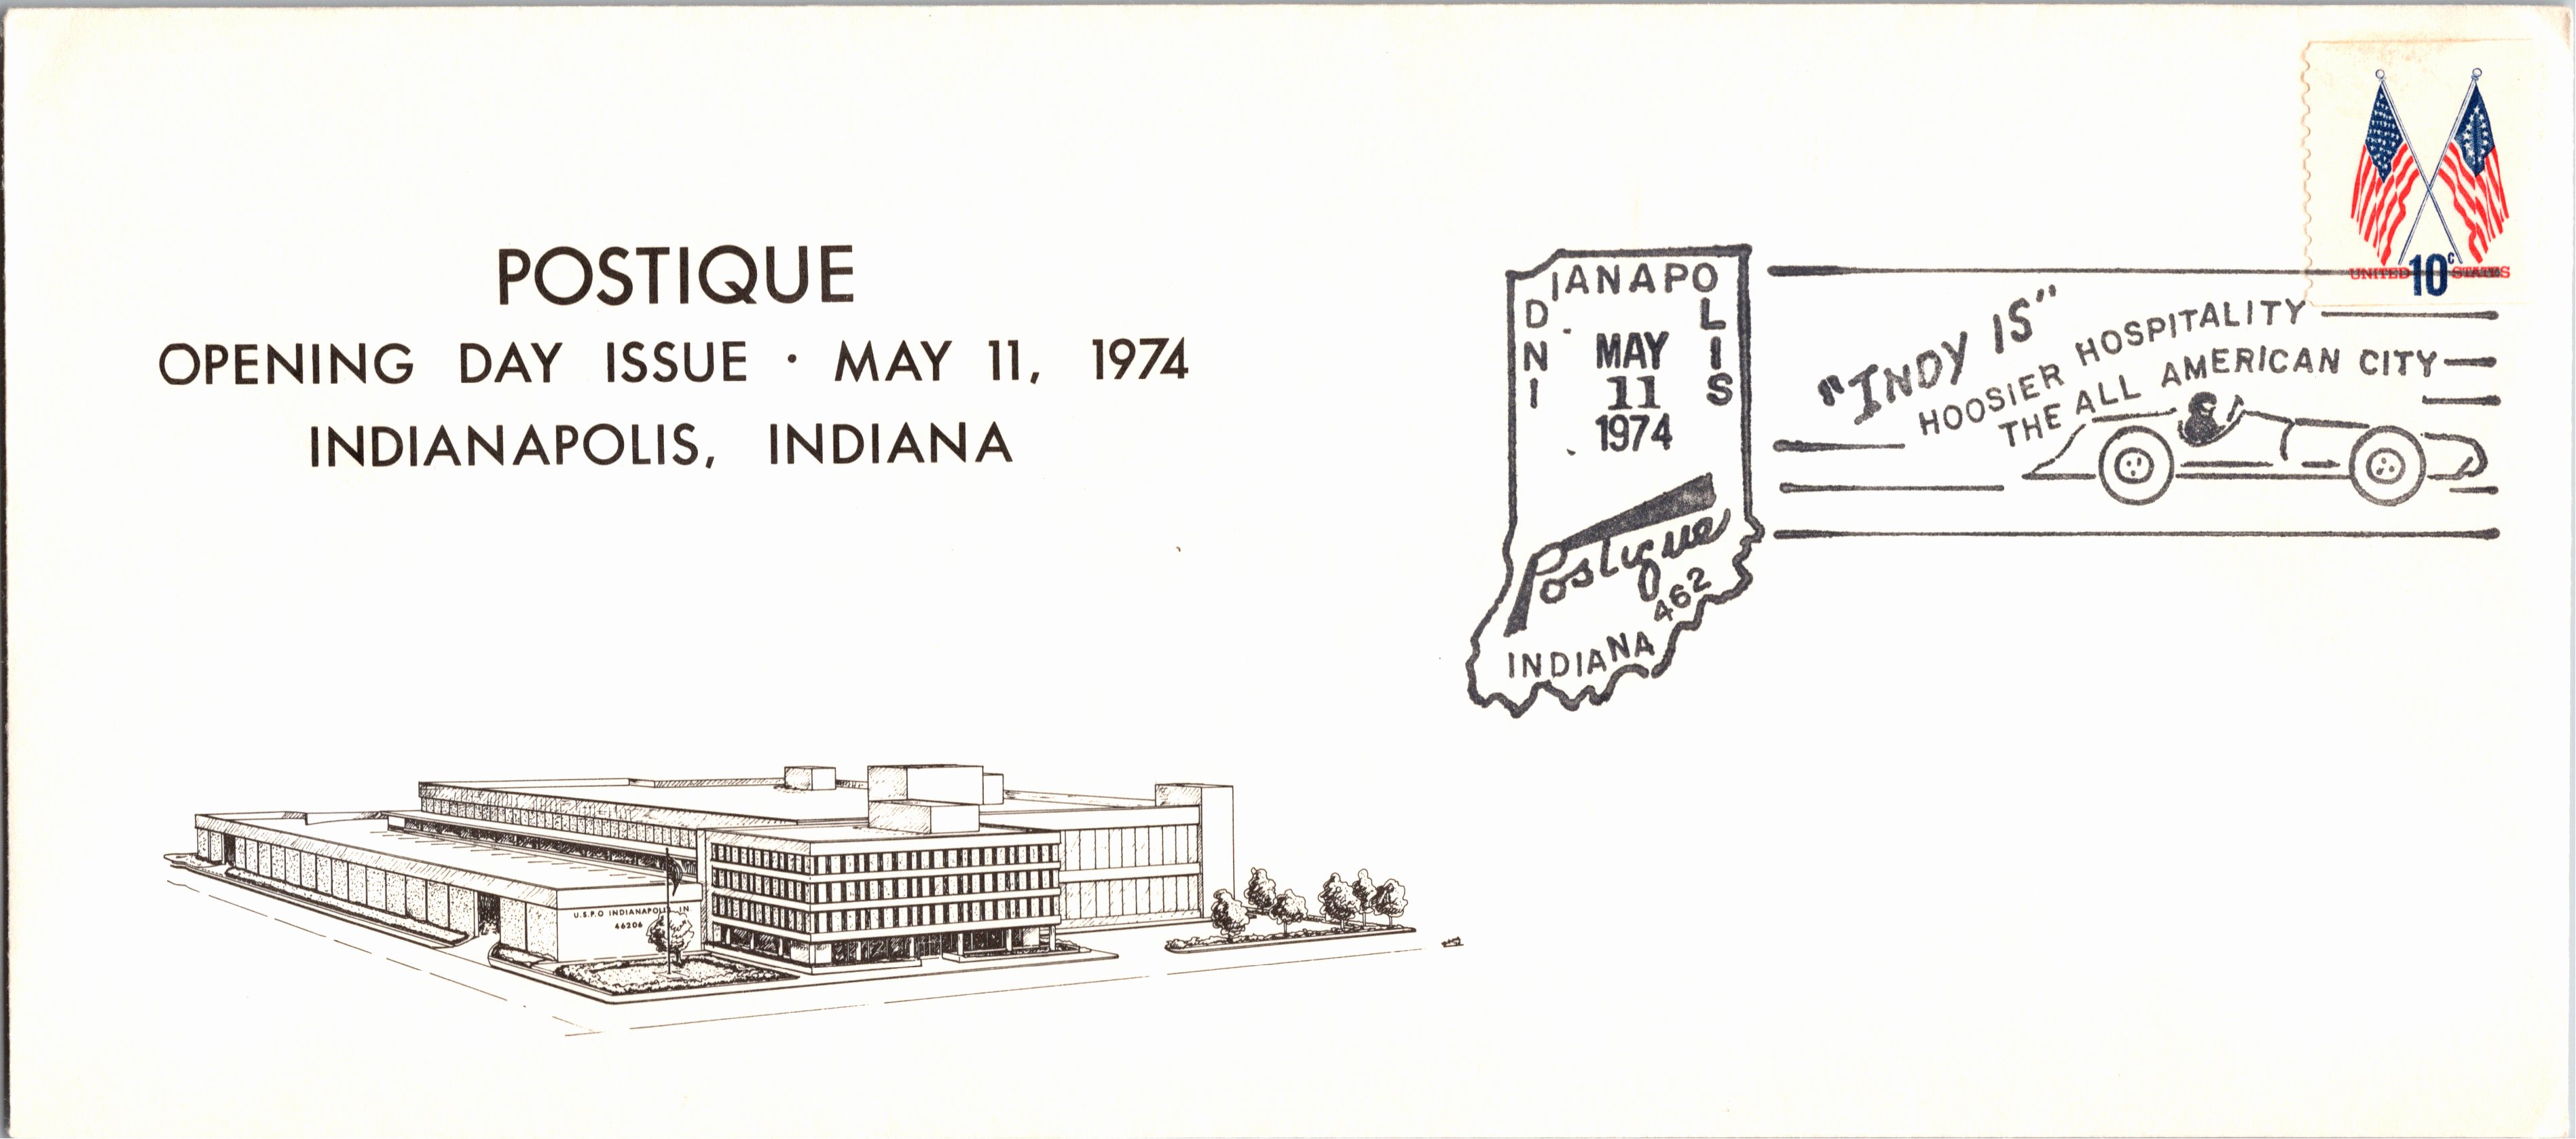 POSTIQUE
OPENING DAY ISSUE · MAY 11, 1974
INDIANAPOLIS, INDIANA
INDIANAPOLIS
MAY
11
1974
Postique
462
INDIANA
"INDY IS"
HOOSIER HOSPITALITY
THE ALL AMERICAN CITY
UNITED 10c STATES
U.S.P.O INDIANAPOLIS, IN
46206